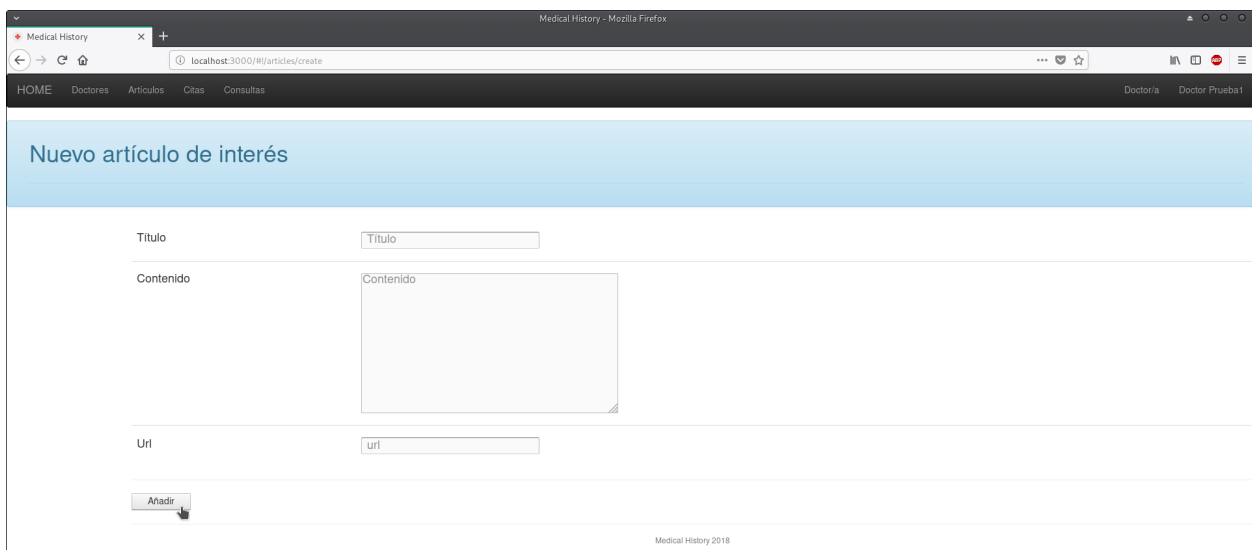 Medical History - Mozilla Firefox
Medical History
localhost:3000/#!/articles/create
ABP
HOME Doctores Artículos Citas Consultas Doctor/a Doctor Prueba1
Nuevo artículo de interés
Título Título
Contenido Contenido
Url url
Añadir
Medical History 2018